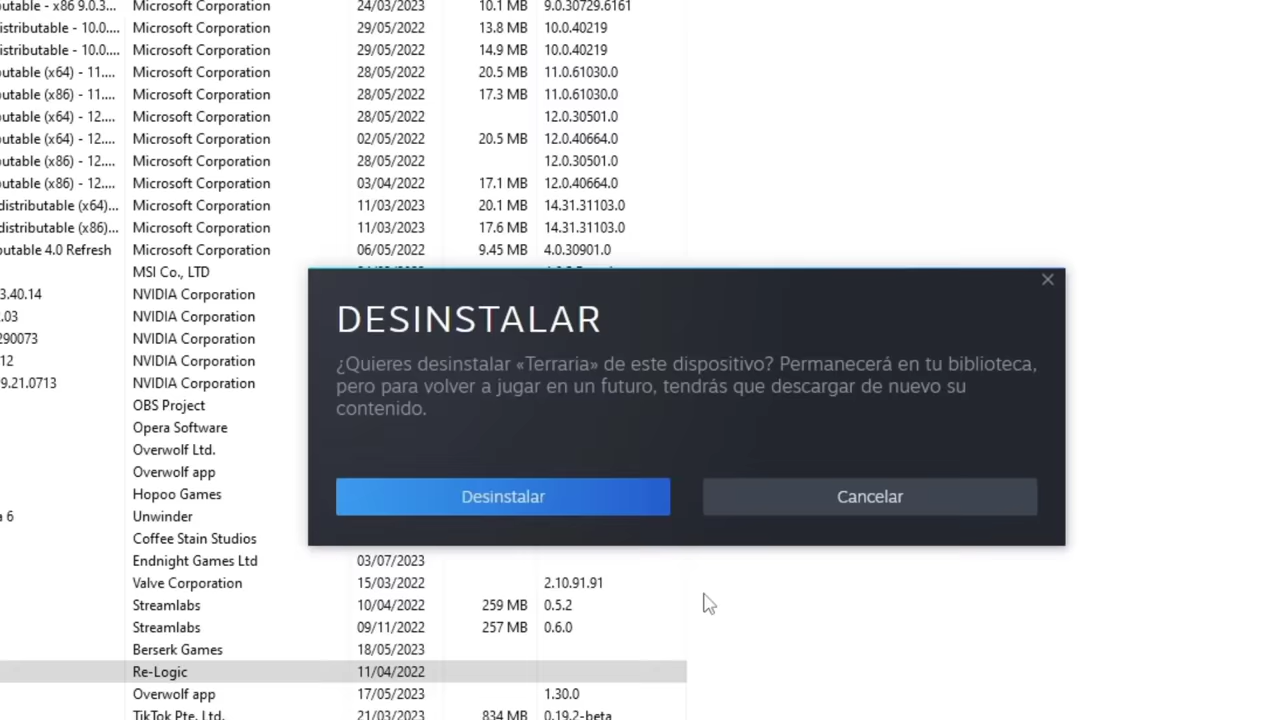 utable - x86 9.0.3... Microsoft Corporation 24/03/2023 10.1 MB 9.0.30729.6161
istributable - 10.0.... Microsoft Corporation 29/05/2022 13.8 MB 10.0.40219
istributable - 10.0.... Microsoft Corporation 29/05/2022 14.9 MB 10.0.40219
utable (x64) - 11.... Microsoft Corporation 28/05/2022 20.5 MB 11.0.61030.0
utable (x86) - 11.... Microsoft Corporation 28/05/2022 17.3 MB 11.0.61030.0
utable (x64) - 12.... Microsoft Corporation 28/05/2022 12.0.30501.0
utable (x64) - 12.... Microsoft Corporation 02/05/2022 20.5 MB 12.0.40664.0
utable (x86) - 12.... Microsoft Corporation 28/05/2022 12.0.30501.0
utable (x86) - 12.... Microsoft Corporation 03/04/2022 17.1 MB 12.0.40664.0
distributable (x64)... Microsoft Corporation 11/03/2023 20.1 MB 14.31.31103.0
distributable (x86)... Microsoft Corporation 11/03/2023 17.6 MB 14.31.31103.0
utable 4.0 Refresh Microsoft Corporation 06/05/2022 9.45 MB 4.0.30901.0
MSI Co., LTD
3.40.14 NVIDIA Corporation
.03 NVIDIA Corporation
290073 NVIDIA Corporation
12 NVIDIA Corporation
9.21.0713 NVIDIA Corporation
OBS Project
Opera Software
Overwolf Ltd.
Overwolf app
Hopoo Games
a 6 Unwinder
Coffee Stain Studios
Endnight Games Ltd 03/07/2023
Valve Corporation 15/03/2022 2.10.91.91
Streamlabs 10/04/2022 259 MB 0.5.2
Streamlabs 09/11/2022 257 MB 0.6.0
Berserk Games 18/05/2023
Re-Logic 11/04/2022
Overwolf app 17/05/2023 1.30.0
TikTok Pte. Ltd. 21/03/2023 834 MB 0.19.2-beta
DESINSTALAR
¿Quieres desinstalar «Terraria» de este dispositivo? Permanecerá en tu biblioteca,
pero para volver a jugar en un futuro, tendrás que descargar de nuevo su
contenido.
Desinstalar Cancelar